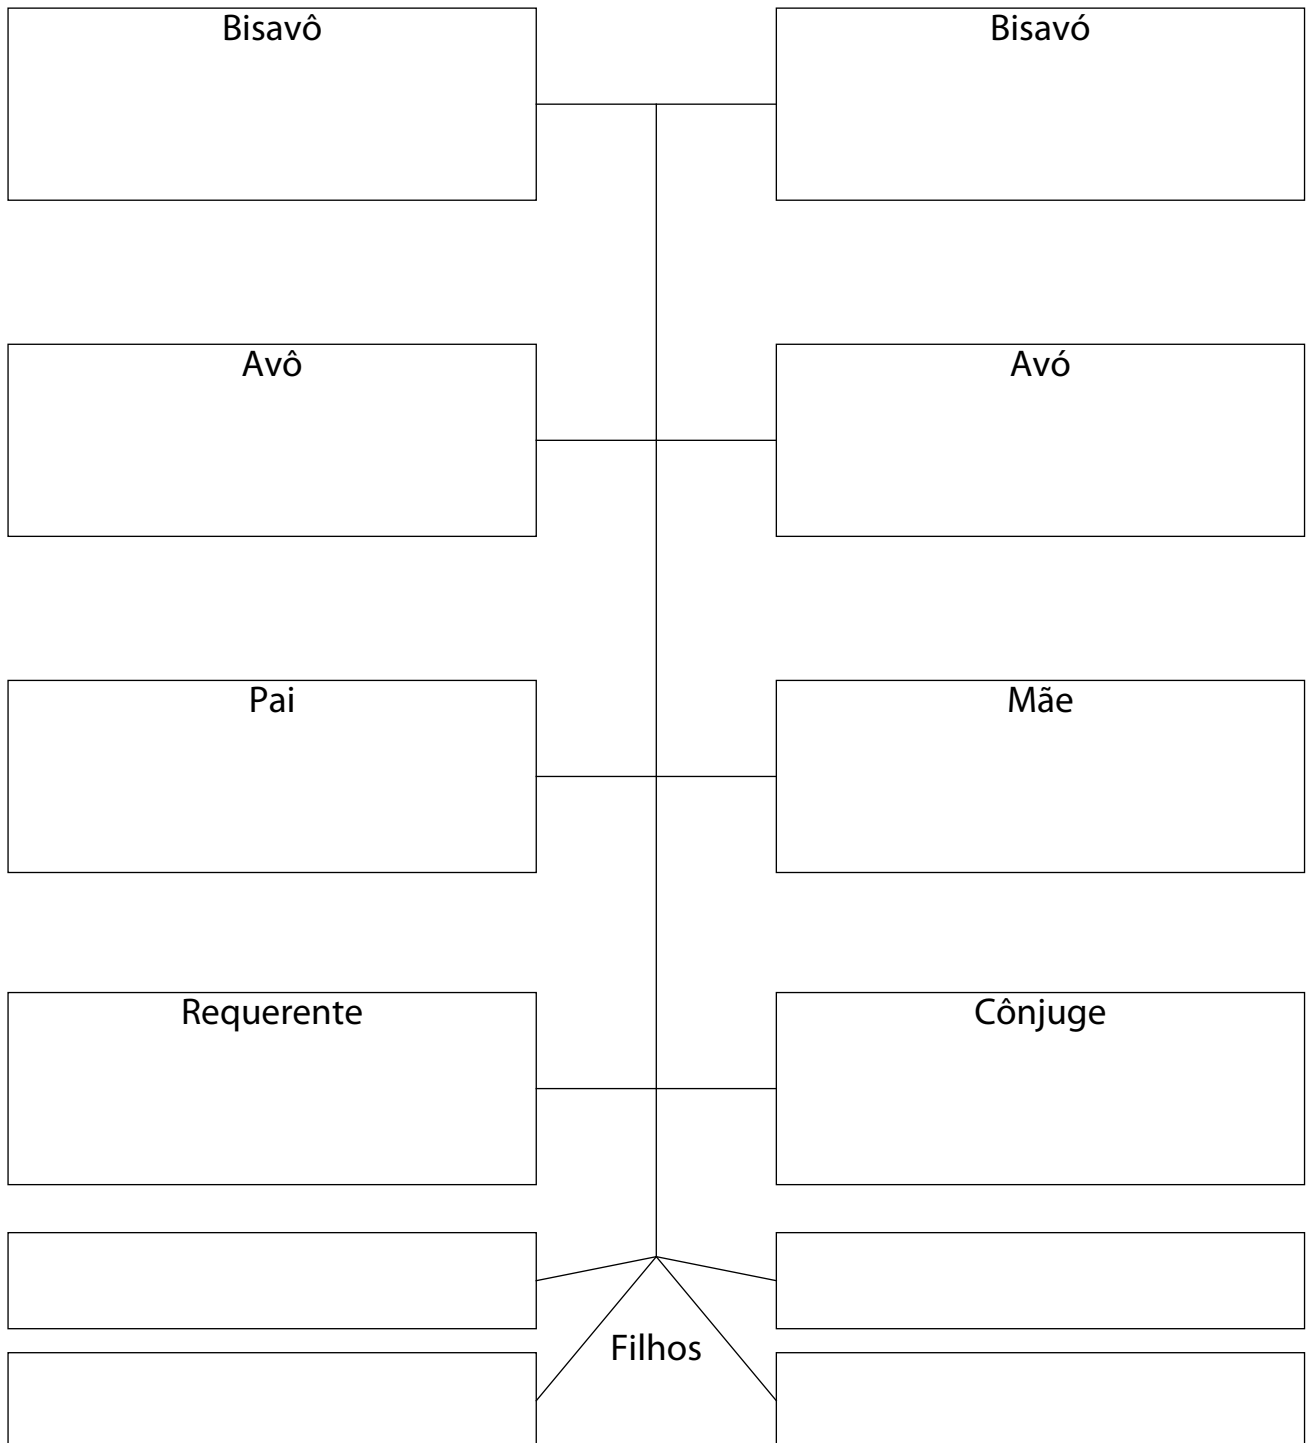 Bisavô
Bisavó
Avô
Avó
Pai
Mãe
Requerente
Cônjuge
Filhos